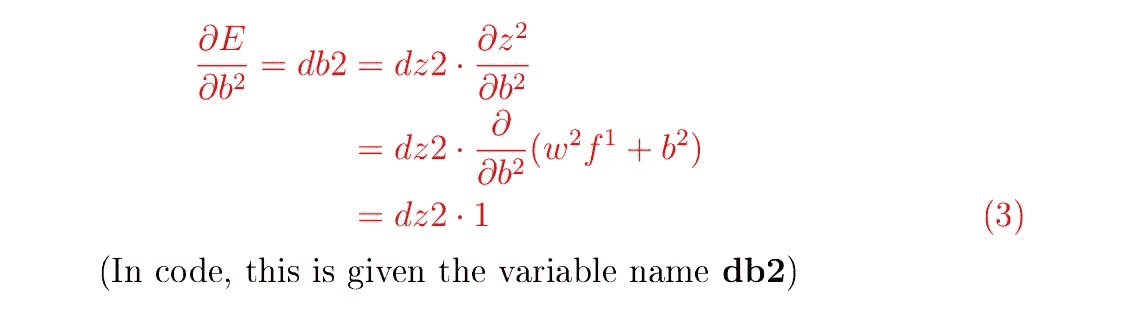 ∂E/∂b² = db2 = dz2 · ∂z²/∂b²
= dz2 · ∂/∂b² (w²f¹ + b²)
= dz2 · 1 (3)
(In code, this is given the variable name db2)